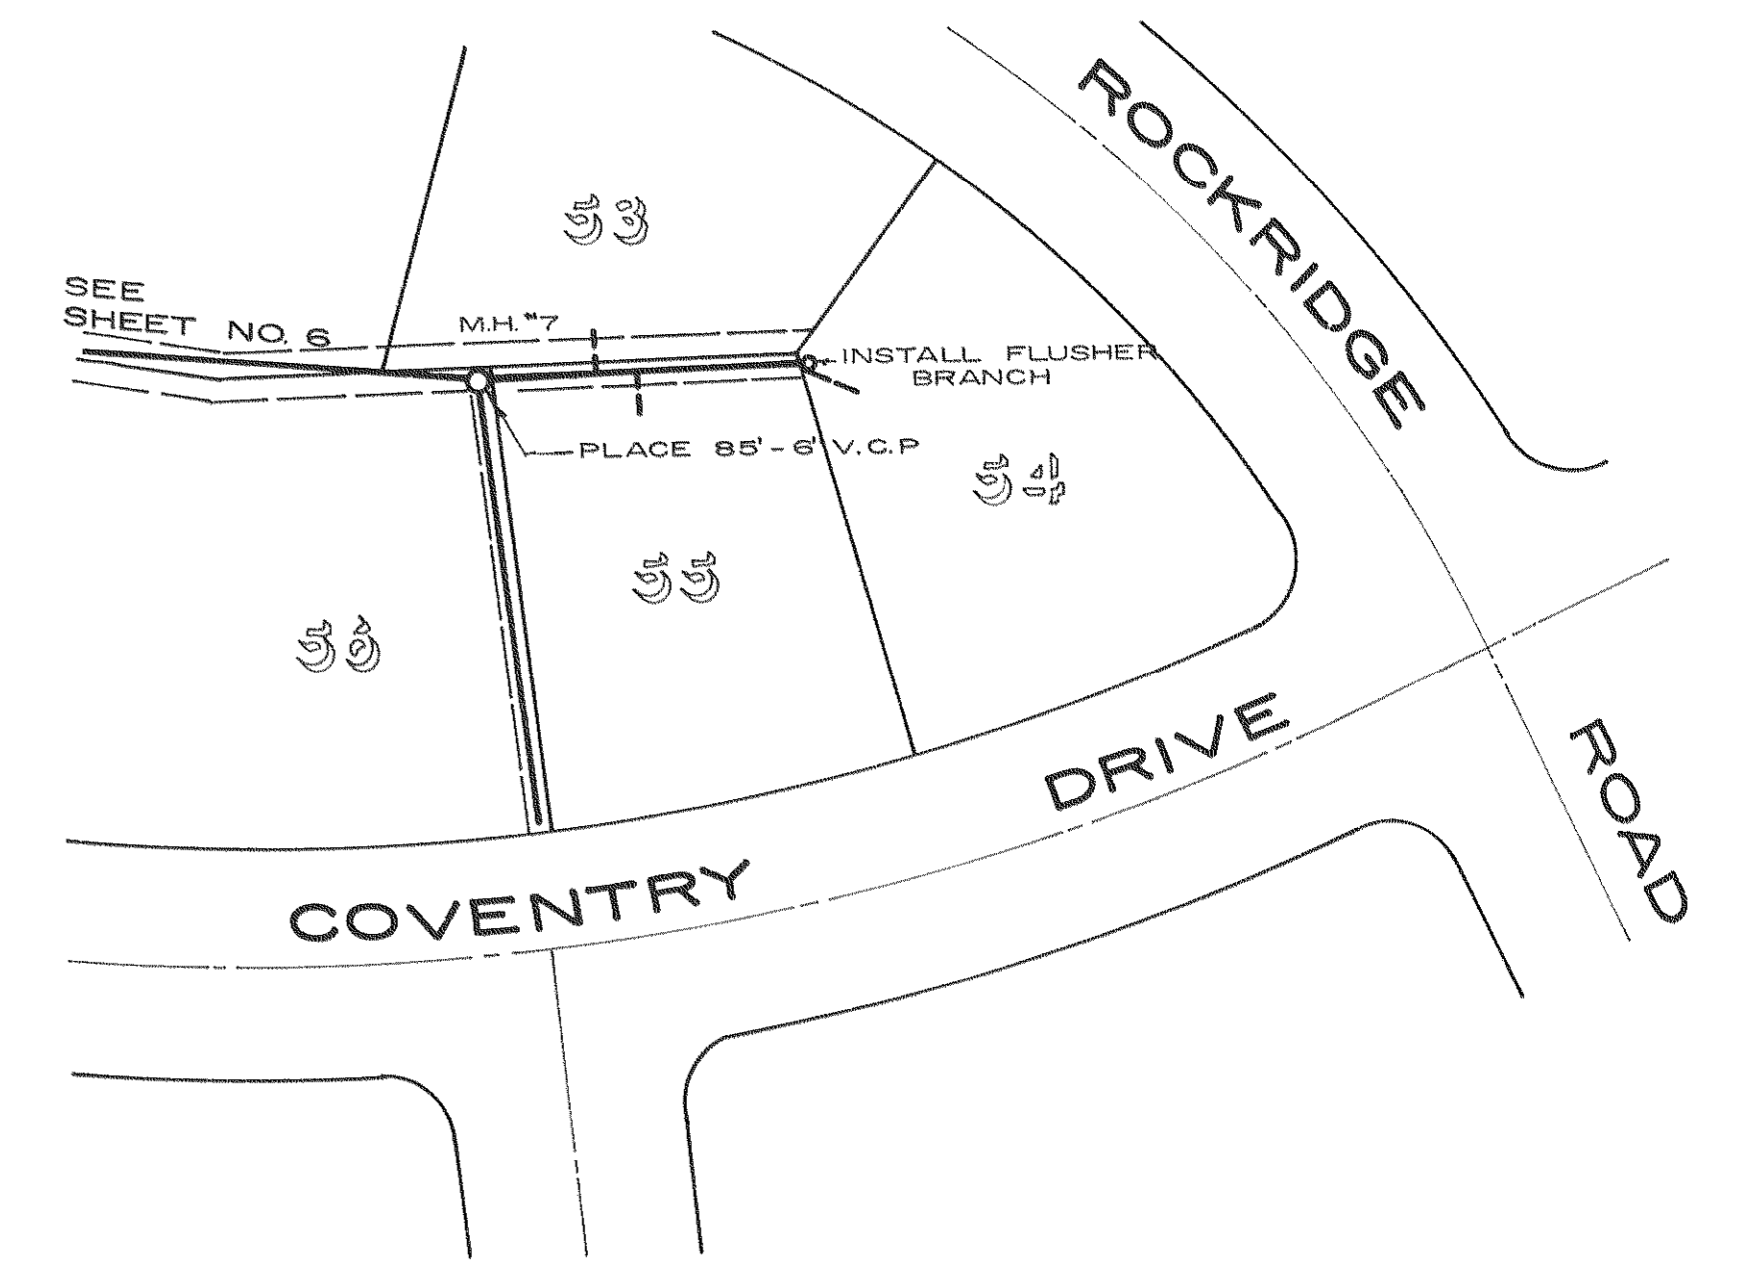 ROCKRIDGE
53
SEE
SHEET NO. 6
M.H. #7
INSTALL FLUSHER
BRANCH
PLACE 85'-6' V.C.P
54
55
56
DRIVE
ROAD
COVENTRY